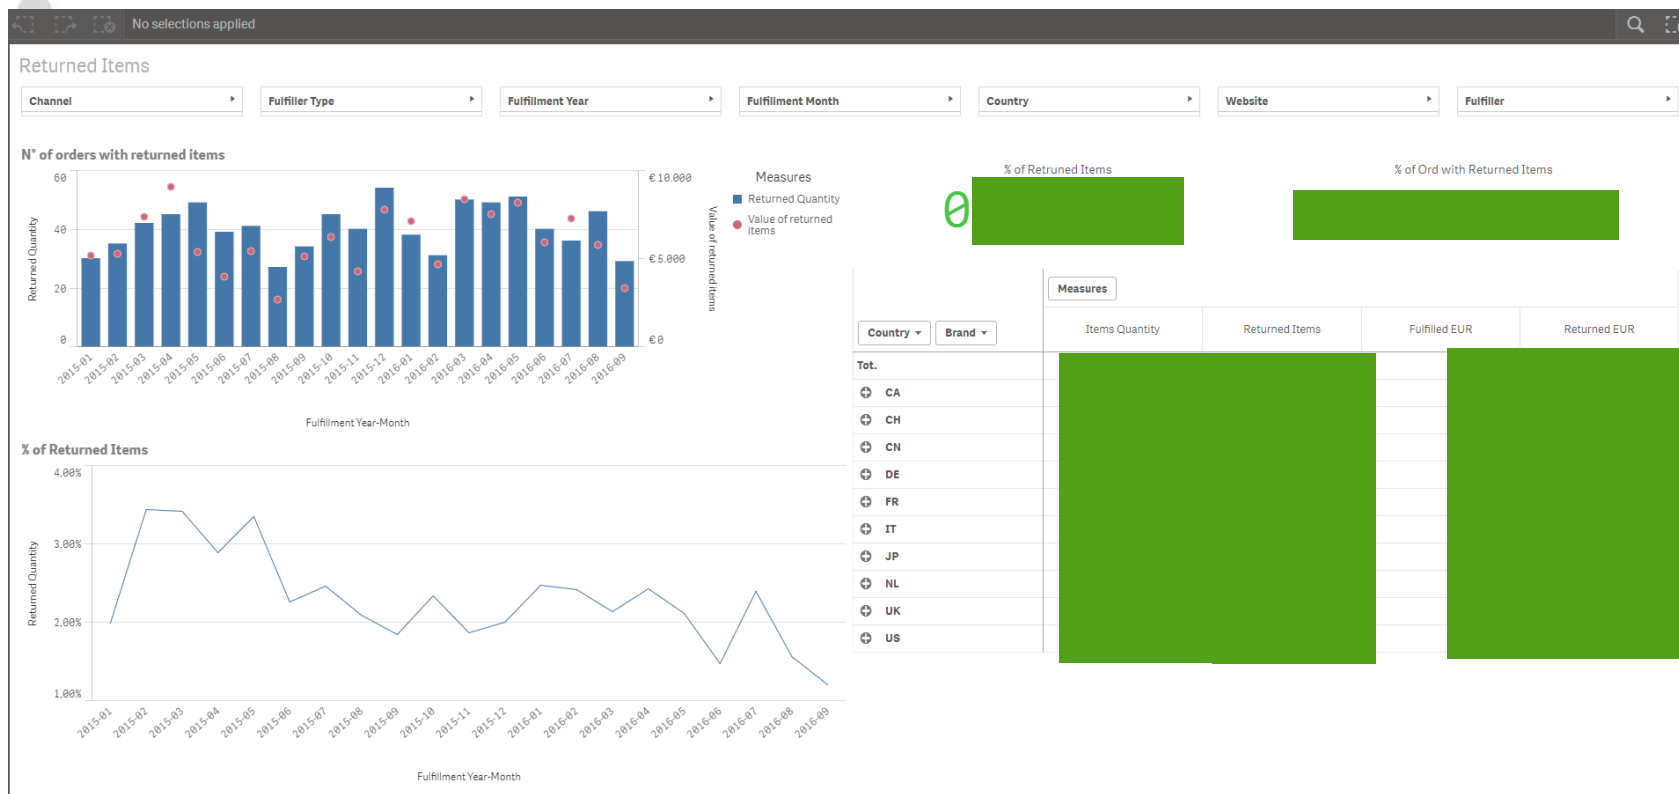 No selections applied
Returned Items
Channel
Fulfiller Type
Fulfillment Year
Fulfillment Month
Country
Website
Fulfiller
N° of orders with returned items
60
40
20
0
Returned Quantity
€10.000
€5.000
€0
Value of returned items
2015-01
2015-02
2015-03
2015-04
2015-05
2015-06
2015-07
2015-08
2015-09
2015-10
2015-11
2015-12
2016-01
2016-02
2016-03
2016-04
2016-05
2016-06
2016-07
2016-08
2016-09
Fulfillment Year-Month
Measures
Returned Quantity
Value of returned
items
% of Retruned Items
0
% of Ord with Returned Items
Measures
Country
Brand
Items Quantity
Returned Items
Fulfilled EUR
Returned EUR
Tot.
CA
CH
CN
DE
FR
IT
JP
NL
UK
US
% of Returned Items
4,00%
3,00%
2,00%
1,00%
Returned Quantity
2015-01
2015-02
2015-03
2015-04
2015-05
2015-06
2015-07
2015-08
2015-09
2015-10
2015-11
2015-12
2016-01
2016-02
2016-03
2016-04
2016-05
2016-06
2016-07
2016-08
2016-09
Fulfillment Year-Month